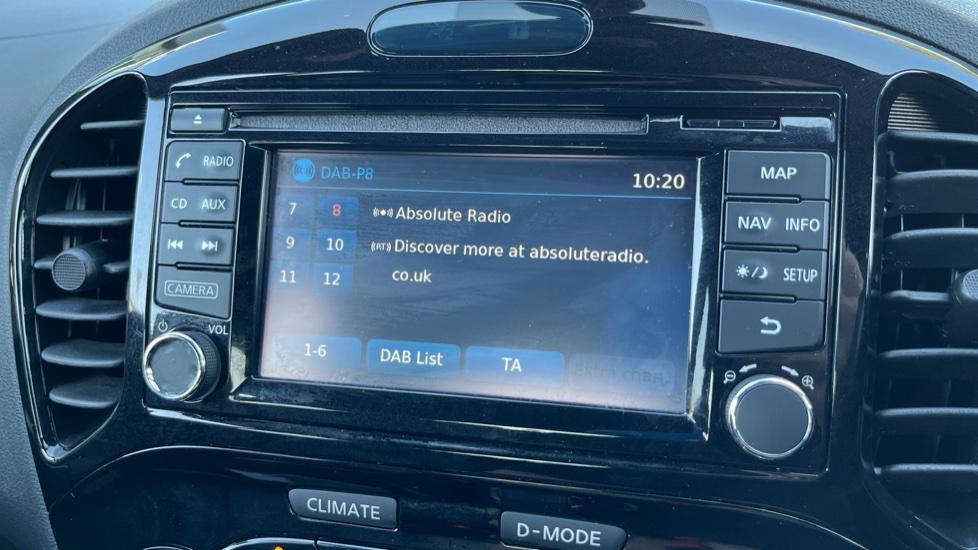 RADIO
CD AUX
CAMERA
VOL
DAB-P8
10:20
7 8
Absolute Radio
9 10
Discover more at absoluteradio.
co.uk
11 12
1-6
DAB List
TA
MAP
NAV INFO
SETUP
CLIMATE
D-MODE